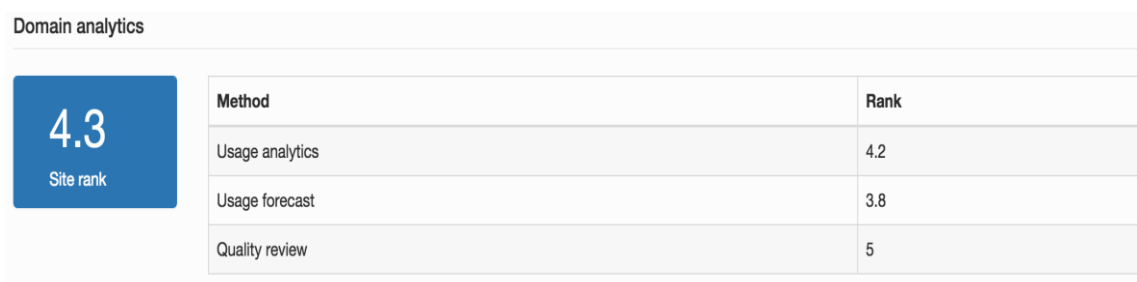 Domain analytics
4.3
Site rank
Method Rank
Usage analytics 4.2
Usage forecast 3.8
Quality review 5